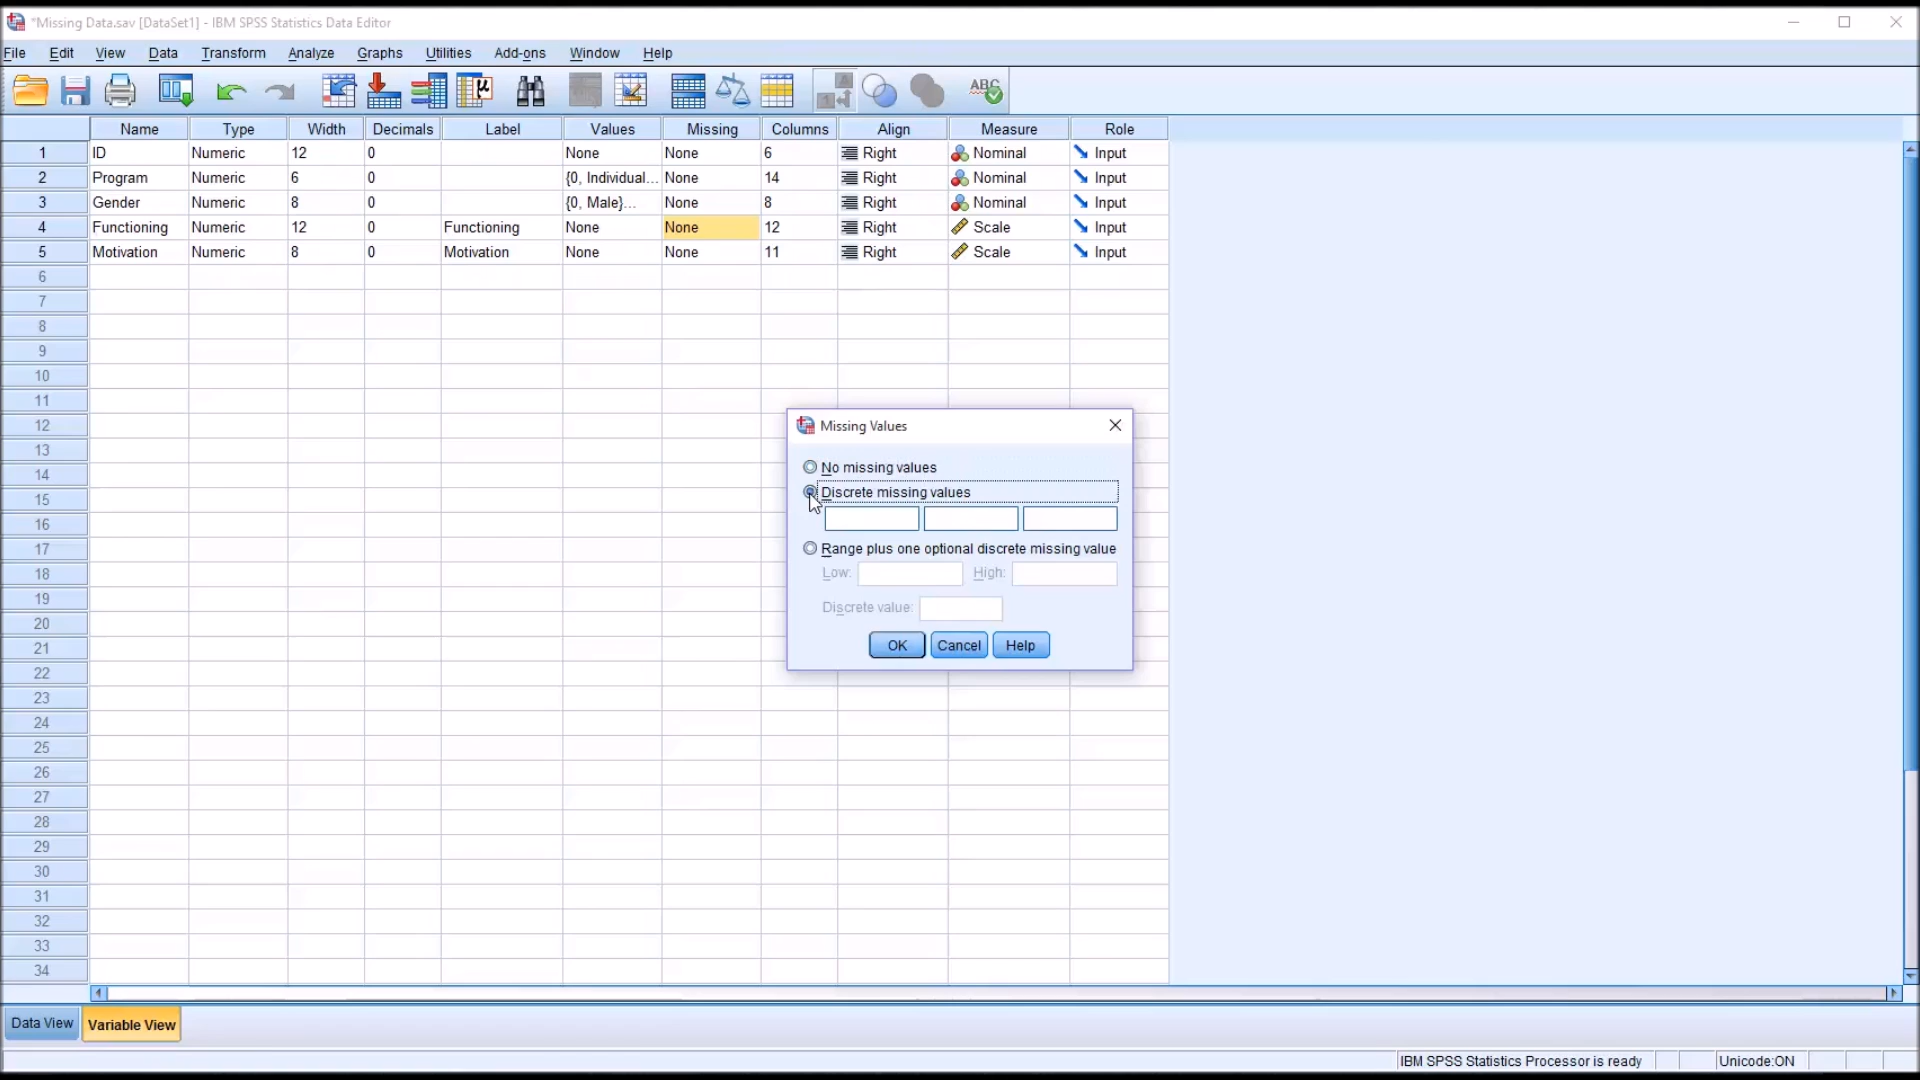 *Missing Data.sav [DataSet1] - IBM SPSS Statistics Data Editor
File Edit View Data Transform Analyze Graphs Utilities Add-ons Window Help
ABC
Name Type Width Decimals Label Values Missing Columns Align Measure Role
1 ID Numeric 12 0 None None 6 Right Nominal Input
2 Program Numeric 6 0 {0, Individual... None 14 Right Nominal Input
3 Gender Numeric 8 0 {0, Male}... None 8 Right Nominal Input
4 Functioning Numeric 12 0 Functioning None None 12 Right Scale Input
5 Motivation Numeric 8 0 Motivation None None 11 Right Scale Input
6
7
8
9
10
11
12
13
14
15
16
17
18
19
20
21
22
23
24
25
26
27
28
29
30
31
32
33
34
Missing Values
No missing values
Discrete missing values
Range plus one optional discrete missing value
Low: High:
Discrete value:
OK Cancel Help
Data View Variable View
IBM SPSS Statistics Processor is ready Unicode:ON